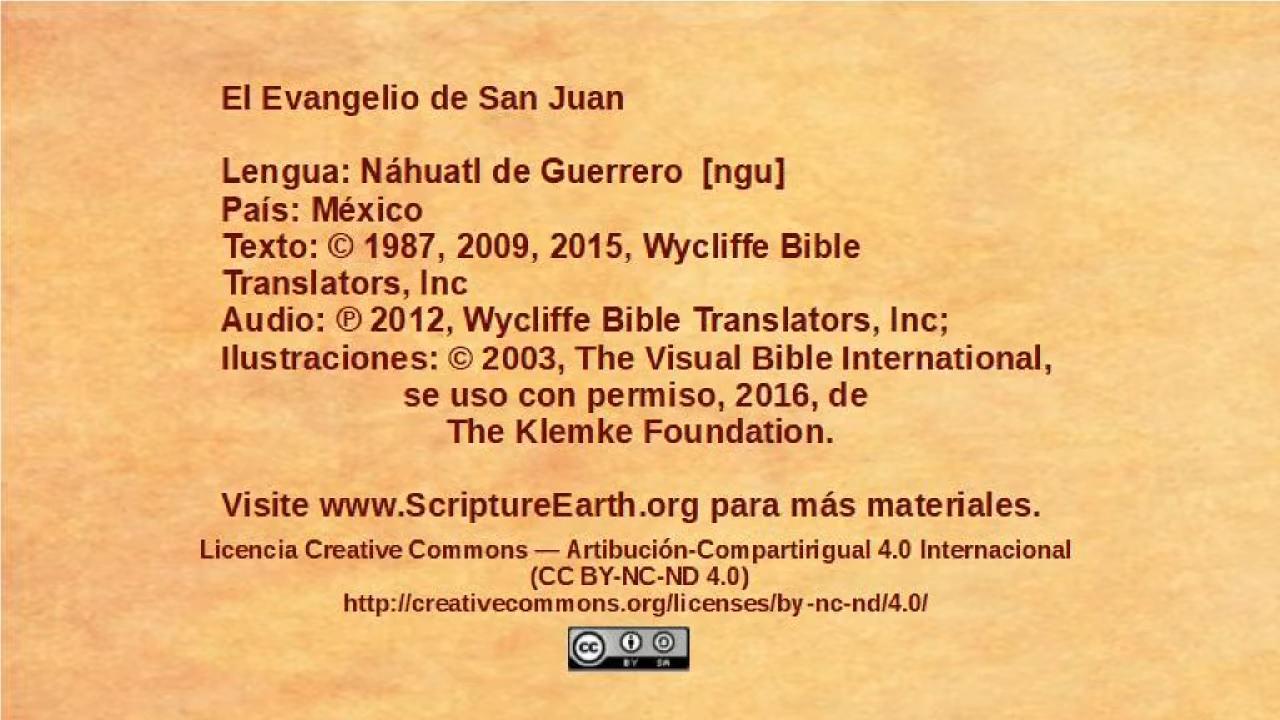 El Evangelio de San Juan
Lengua: Náhuatl de Guerrero [ngu]
País: México
Texto: © 1987, 2009, 2015, Wycliffe Bible
Translators, Inc
Audio: ℗ 2012, Wycliffe Bible Translators, Inc;
Ilustraciones: © 2003, The Visual Bible International,
se uso con permiso, 2016, de
The Klemke Foundation.
Visite www.ScriptureEarth.org para más materiales.
Licencia Creative Commons — Artibución-Compartirigual 4.0 Internacional
(CC BY-NC-ND 4.0)
http://creativecommons.org/licenses/by-nc-nd/4.0/
cc BY SA